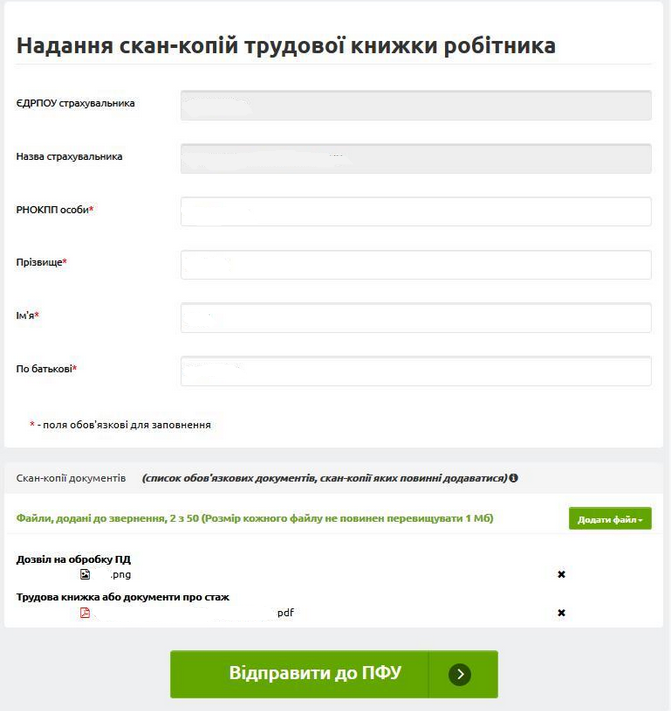 Надання скан-копій трудової книжки робітника
ЄДРПОУ страхувальника
Назва страхувальника
РНОКПП особи*
Прізвище*
Ім'я*
По батькові*
* - поля обов'язкові для заповнення
Скан-копії документів (список обов'язкових документів, скан-копії яких повинні додаватися)
Файли, додані до звернення, 2 з 50 (Розмір кожного файлу не повинен перевищувати 1 Мб) Додати файл
Дозвіл на обробку ПД
.png
Трудова книжка або документи про стаж
pdf
Відправити до ПФУ